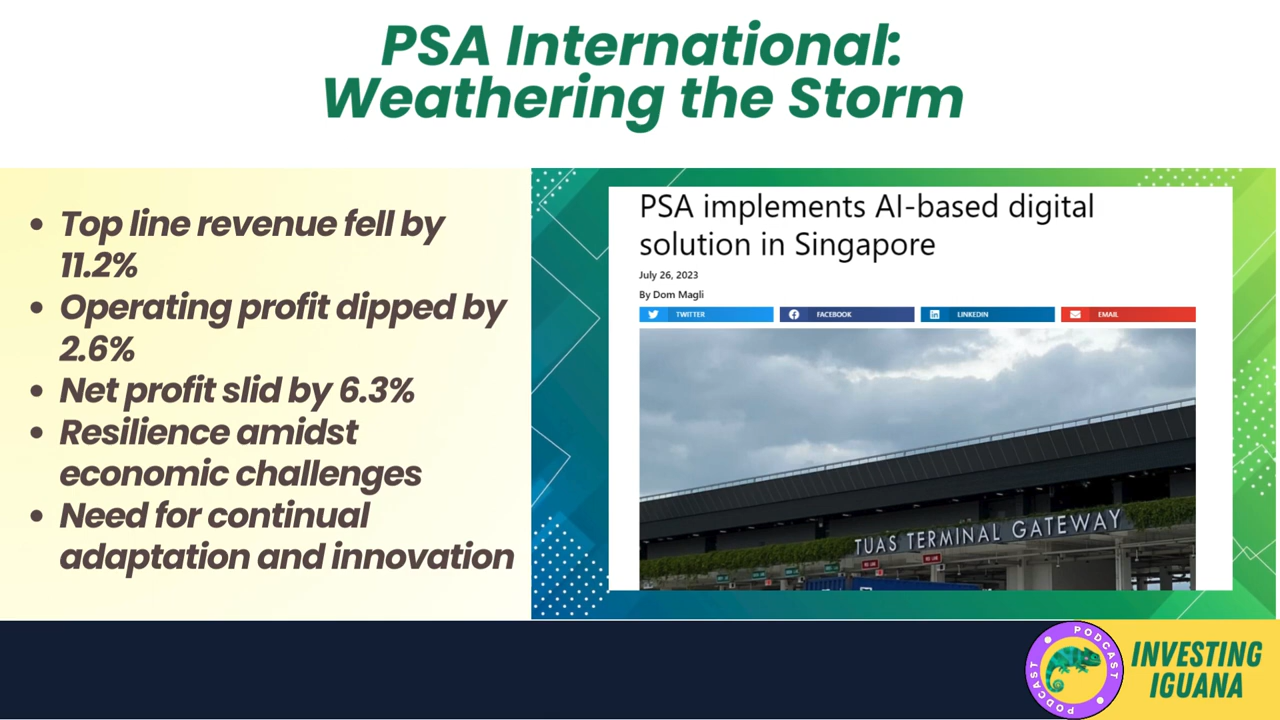 PSA International:
Weathering the Storm
• Top line revenue fell by
11.2%
• Operating profit dipped by
2.6%
• Net profit slid by 6.3%
• Resilience amidst
economic challenges
• Need for continual
adaptation and innovation
PSA implements AI-based digital
solution in Singapore
July 26, 2023
By Dom Magli
TWITTER
FACEBOOK
LINKEDIN
EMAIL
TUAS TERMINAL GATEWAY
PODCAST
PODCAST
INVESTING
IGUANA